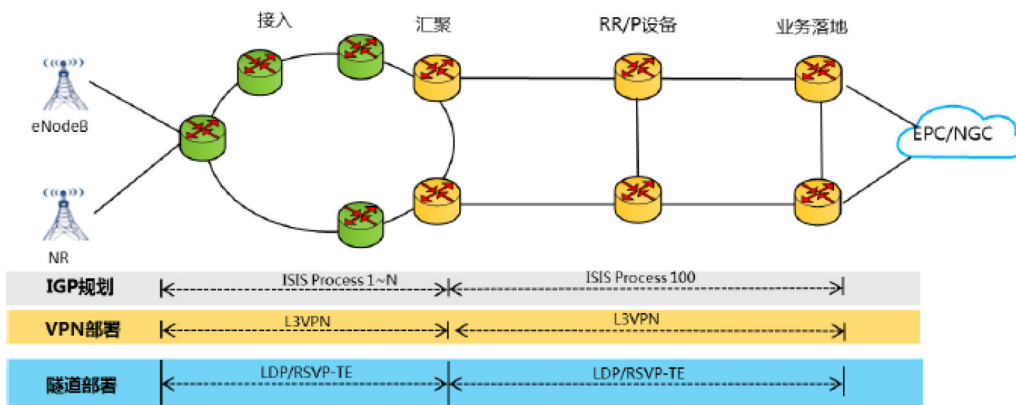 接入
汇聚
RR/P设备
业务落地
eNodeB
EPC/NGC
NR
IGP规划
ISIS Process 1~N
ISIS Process 100
VPN部署
L3VPN
L3VPN
隧道部署
LDP/RSVP-TE
LDP/RSVP-TE